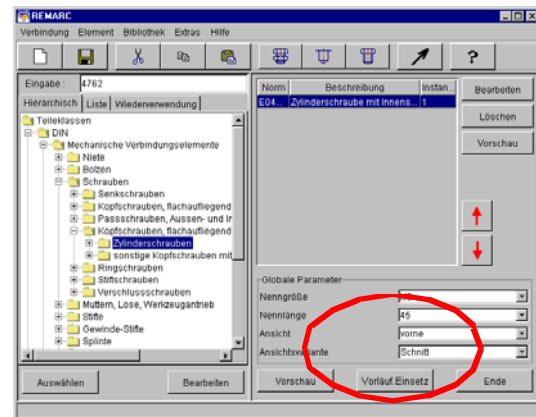 REMARC
Verbindung Element Bibliothek Extras Hilfe
?
Eingabe : 4762
Hierarchisch Liste Wiederverwendung
Teileklassen
DIN
Mechanische Verbindungselemente
Niete
Bolzen
Schrauben
Senkschrauben
Kopfschrauben, flachaufliegend
Passschrauben, Aussen- und Ir
Kopfschrauben, flachaufliegend
Zylinderschrauben
sonstige Kopfschrauben mit
Ringschrauben
Stiftschrauben
Verschlussschrauben
Muttern, Lose, Werkzeugantrieb
Stifte
Gewinde-Stifte
Splinte
Auswählen Bearbeiten
Norm Beschreibung Instan...
E04... Zylinderschraube mit Innens... 1
Bearbeiten
Löschen
Vorschau
Globale Parameter
Nenngröße
Nennlänge 45
Ansicht vorne
Ansichtsvariante Schnitt
Vorschau Vorläuf.Einsetz Ende